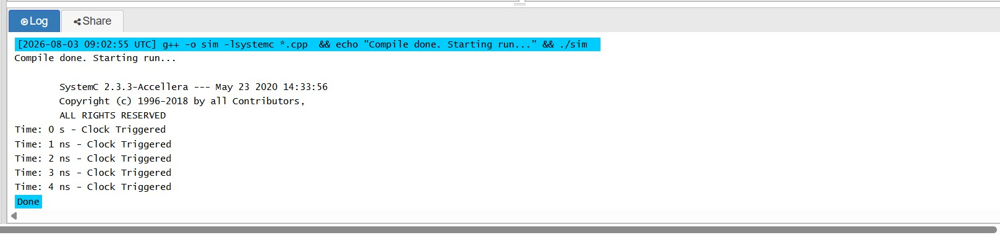 Log
Share
[2026-08-03 09:02:55 UTC] g++ -o sim -lsystemc *.cpp  && echo "Compile done. Starting run..." && ./sim
Compile done. Starting run...
SystemC 2.3.3-Accellera --- May 23 2020 14:33:56
Copyright (c) 1996-2018 by all Contributors,
ALL RIGHTS RESERVED
Time: 0 s - Clock Triggered
Time: 1 ns - Clock Triggered
Time: 2 ns - Clock Triggered
Time: 3 ns - Clock Triggered
Time: 4 ns - Clock Triggered
Done